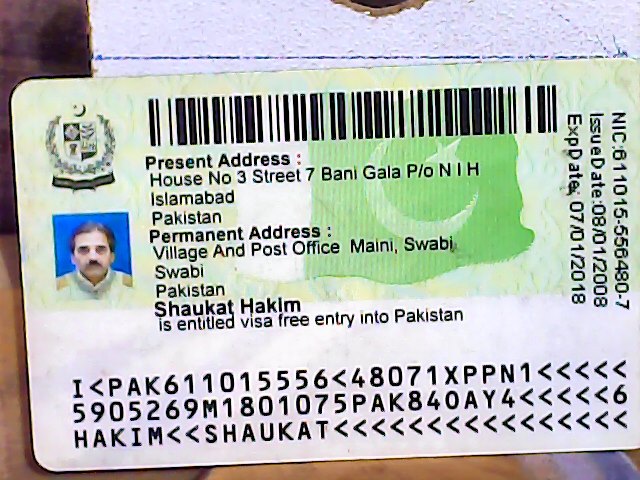 Present Address :
House No 3 Street 7 Bani Gala P/o N I H
Islamabad
Pakistan
Permanent Address :
Village And Post Office Maini, Swabi
Swabi
Pakistan
Shaukat Hakim
is entitled visa free entry into Pakistan
NIC:611015-556480-7
IssueDate:08/01/2008
ExpDate: 07/01/2018
I<PAK611015556<48071XPPN1<<<<<
5905269M1801075PAK840AY4<<<<<6
HAKIM<<SHAUKAT<<<<<<<<<<<<<<<<